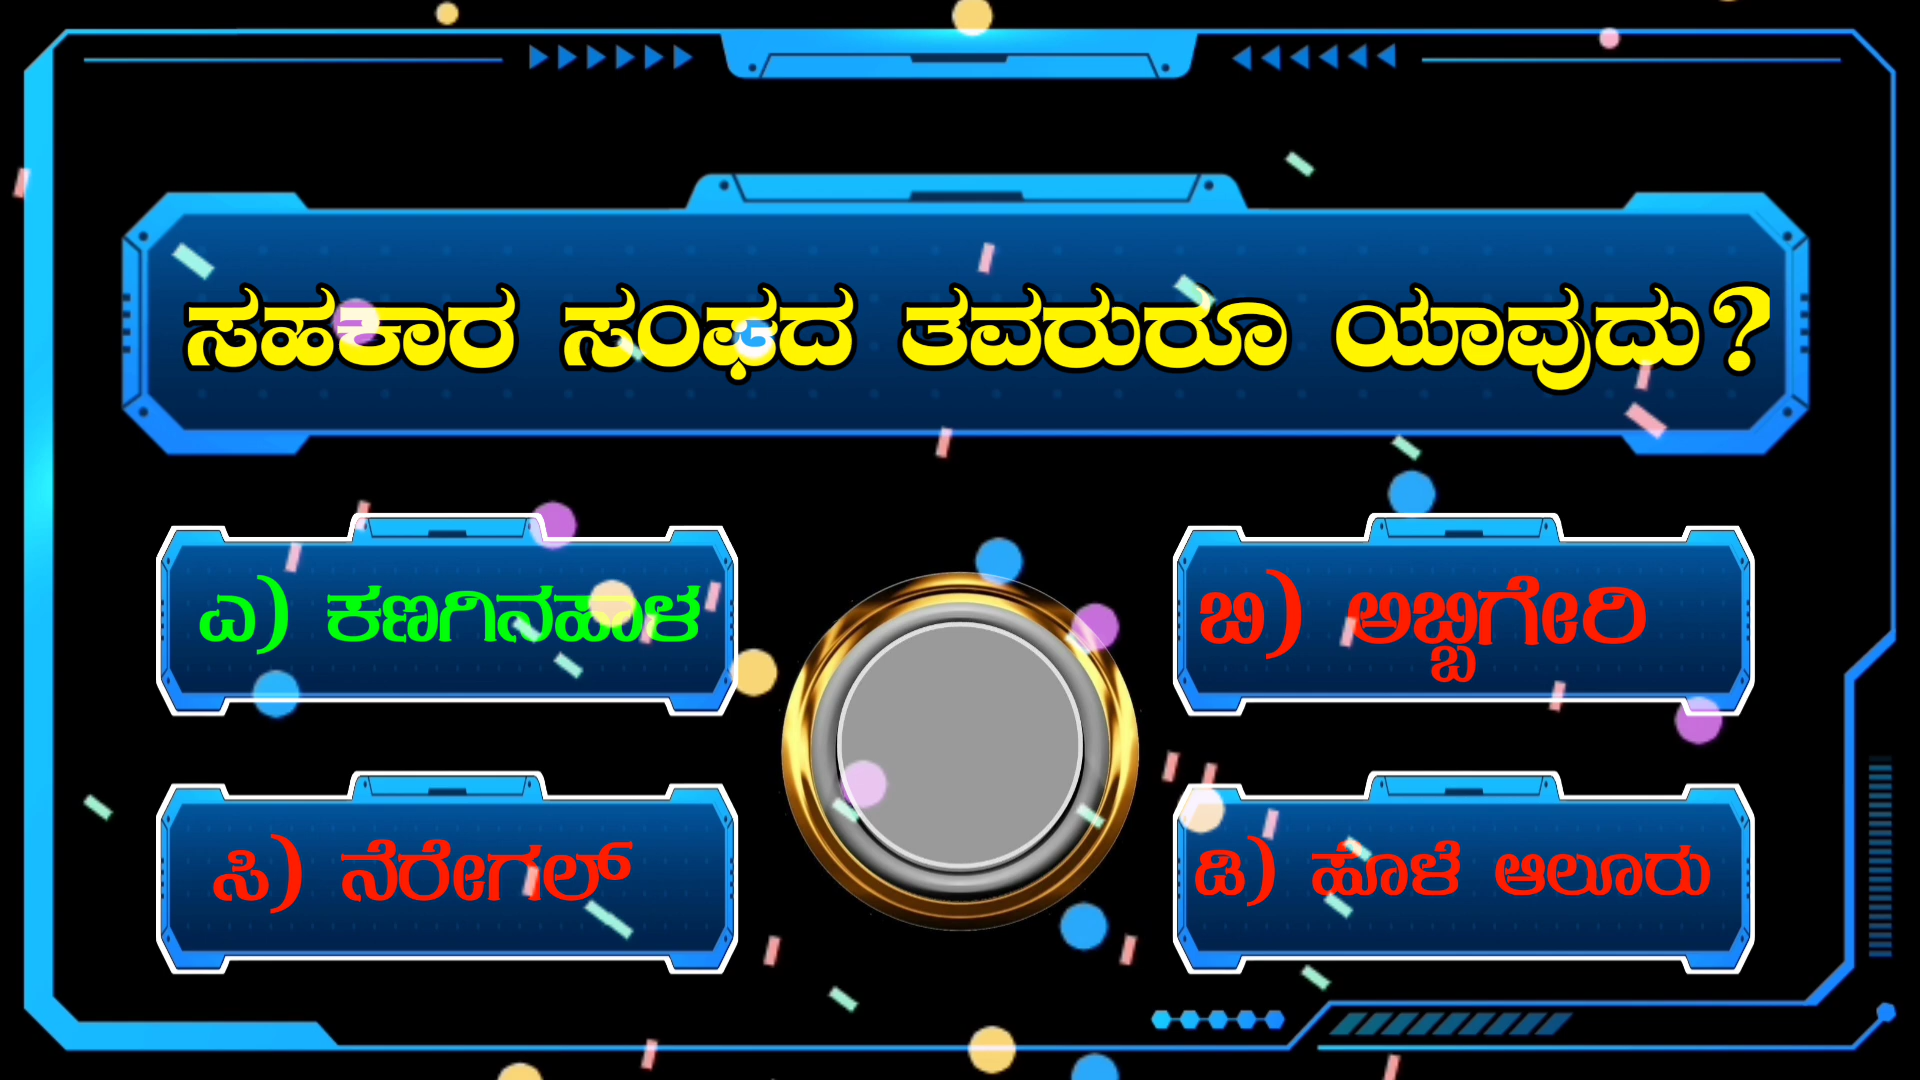 ಸಹಕಾರ ಸಂಘದ ತವರುರೂ ಯಾವುದು?
ಎ) ಕಣಗಿನಹಾಳ
ಬಿ) ಅಬ್ಬಿಗೇರಿ
ಸಿ) ನೆರೇಗಲ್
ಡಿ) ಹೊಳೆ ಆಲೂರು